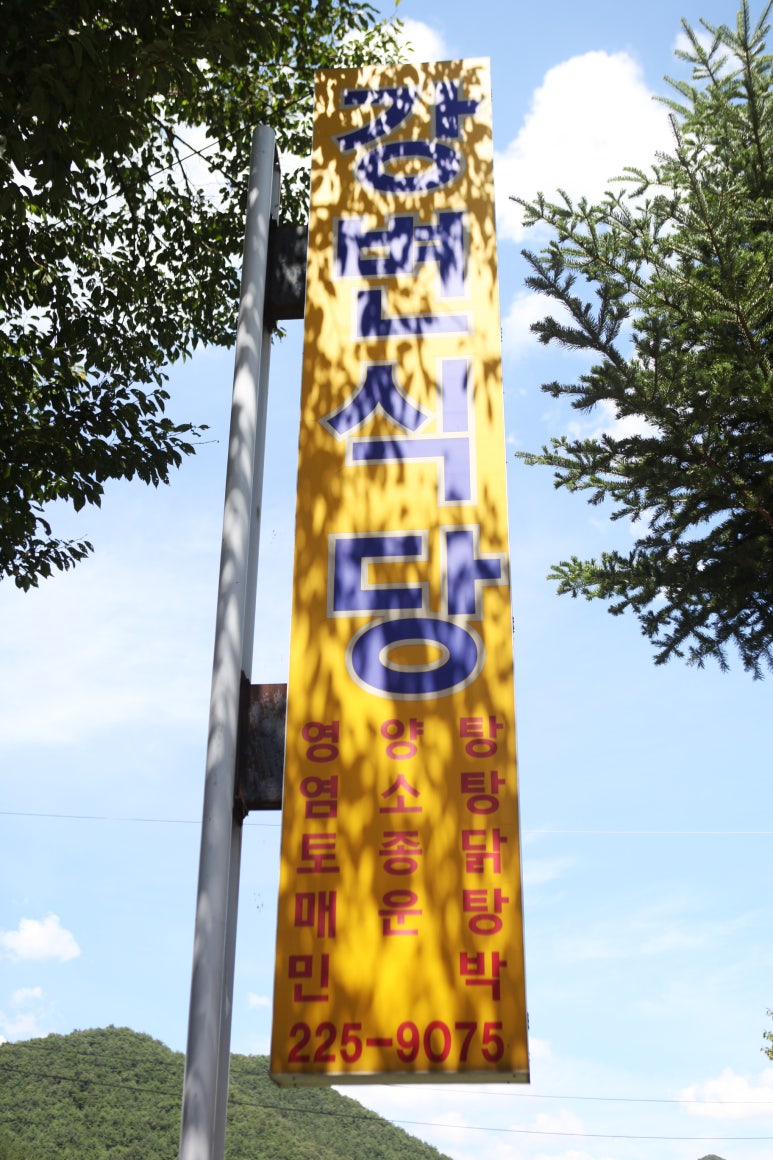 강변식당
영양탕
염소탕
토종닭
매운탕
민박
225-9075